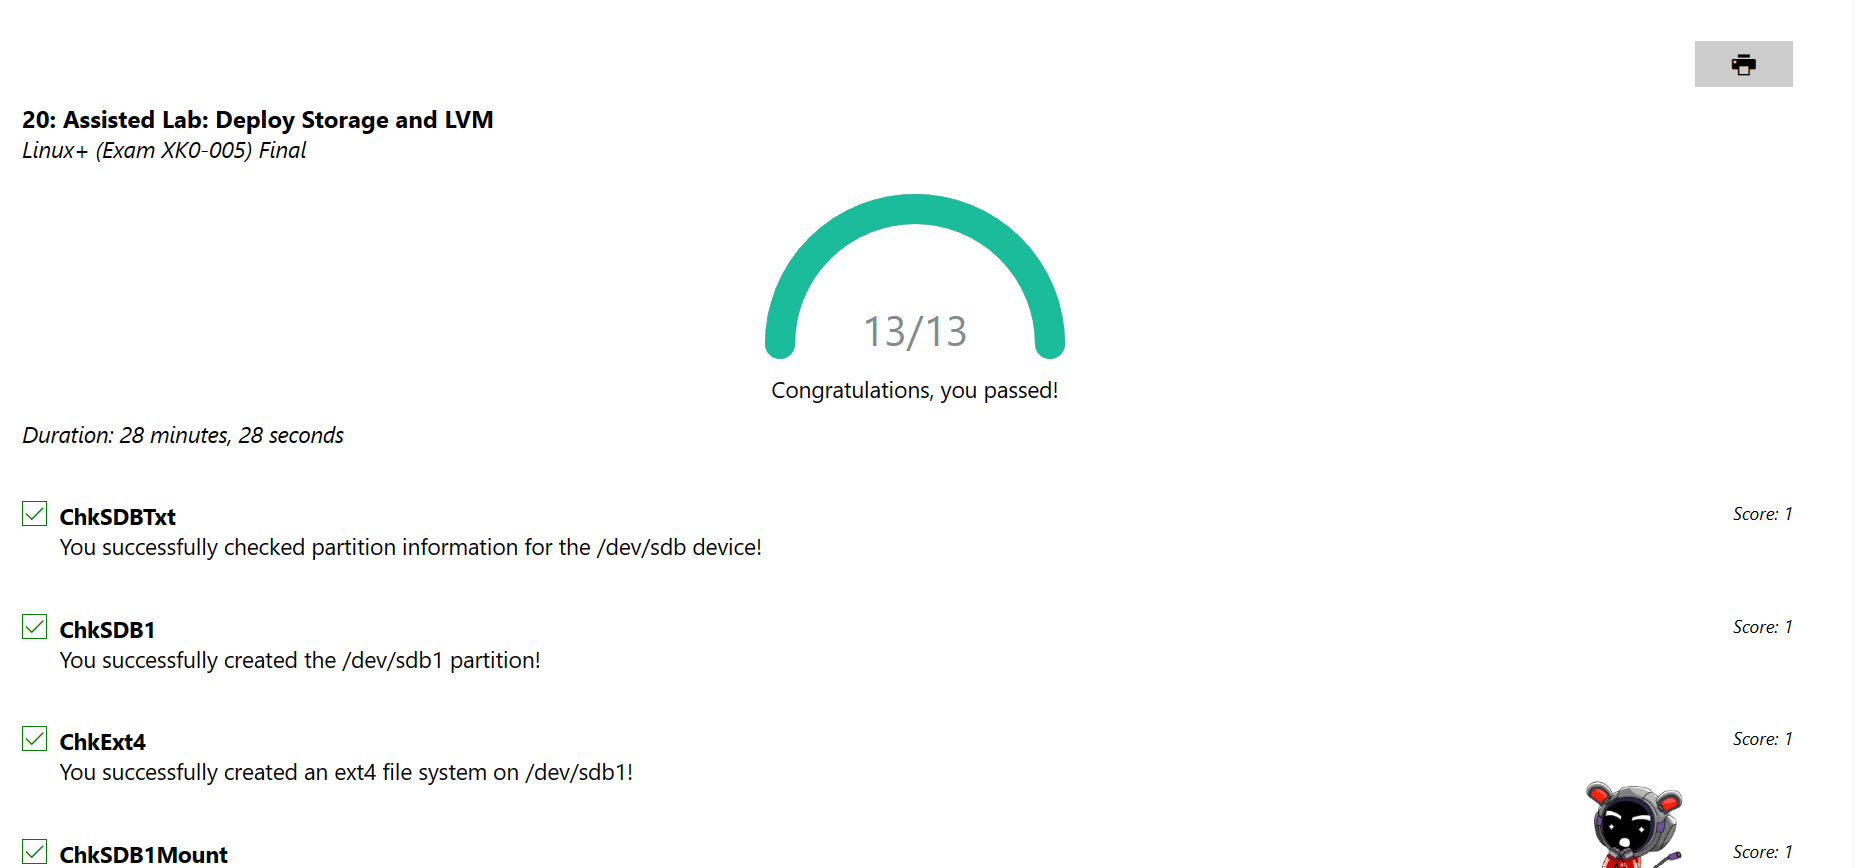 20: Assisted Lab: Deploy Storage and LVM
Linux+ (Exam XK0-005) Final
13/13
Congratulations, you passed!
Duration: 28 minutes, 28 seconds
ChkSDBTxt
Score: 1
You successfully checked partition information for the /dev/sdb device!
ChkSDB1
Score: 1
You successfully created the /dev/sdb1 partition!
ChkExt4
Score: 1
You successfully created an ext4 file system on /dev/sdb1!
ChkSDB1Mount
Score: 1